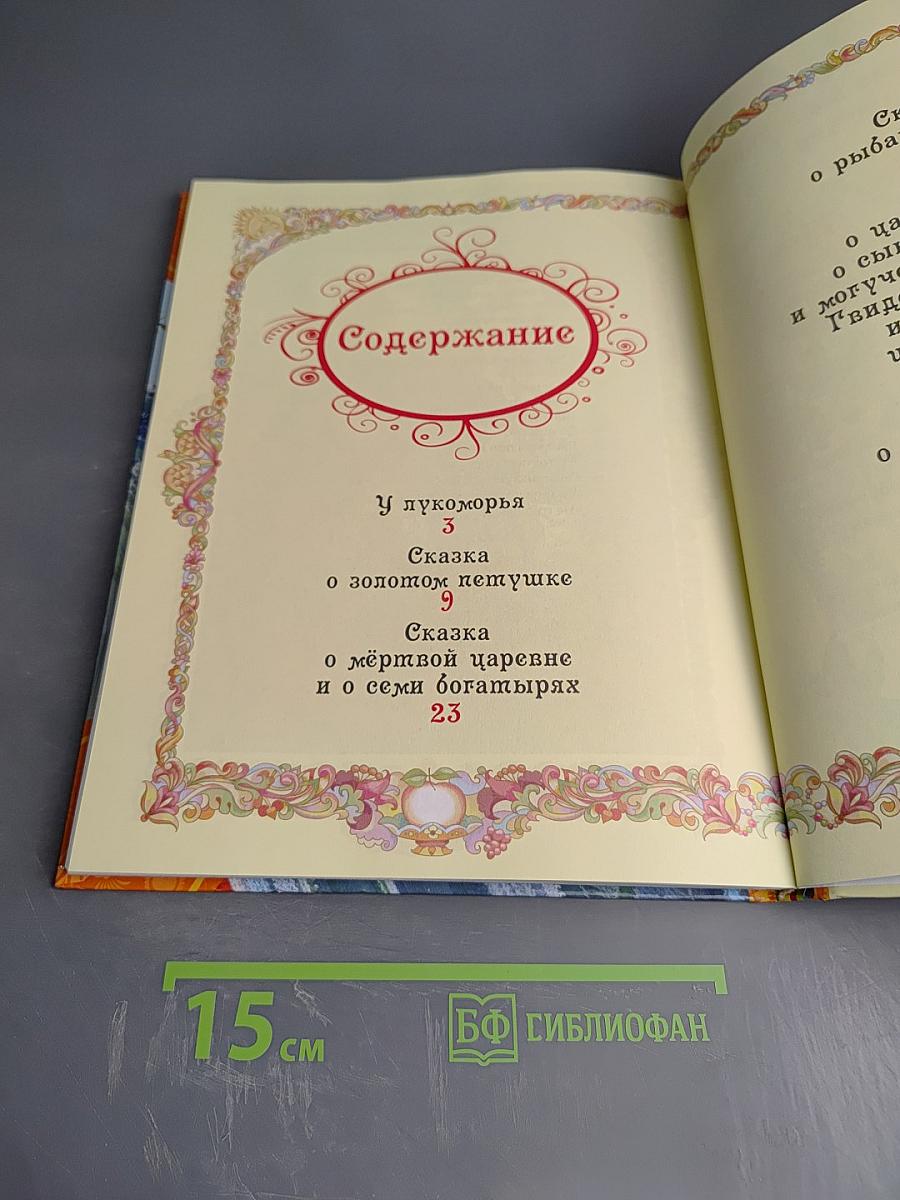 Содержание
У лукоморья
3
Сказка
о золотом петушке
9
Сказка
о мёртвой царевне
и о семи богатырях
23
о
о
и
о
15 см
БФ БИБЛИОФАН